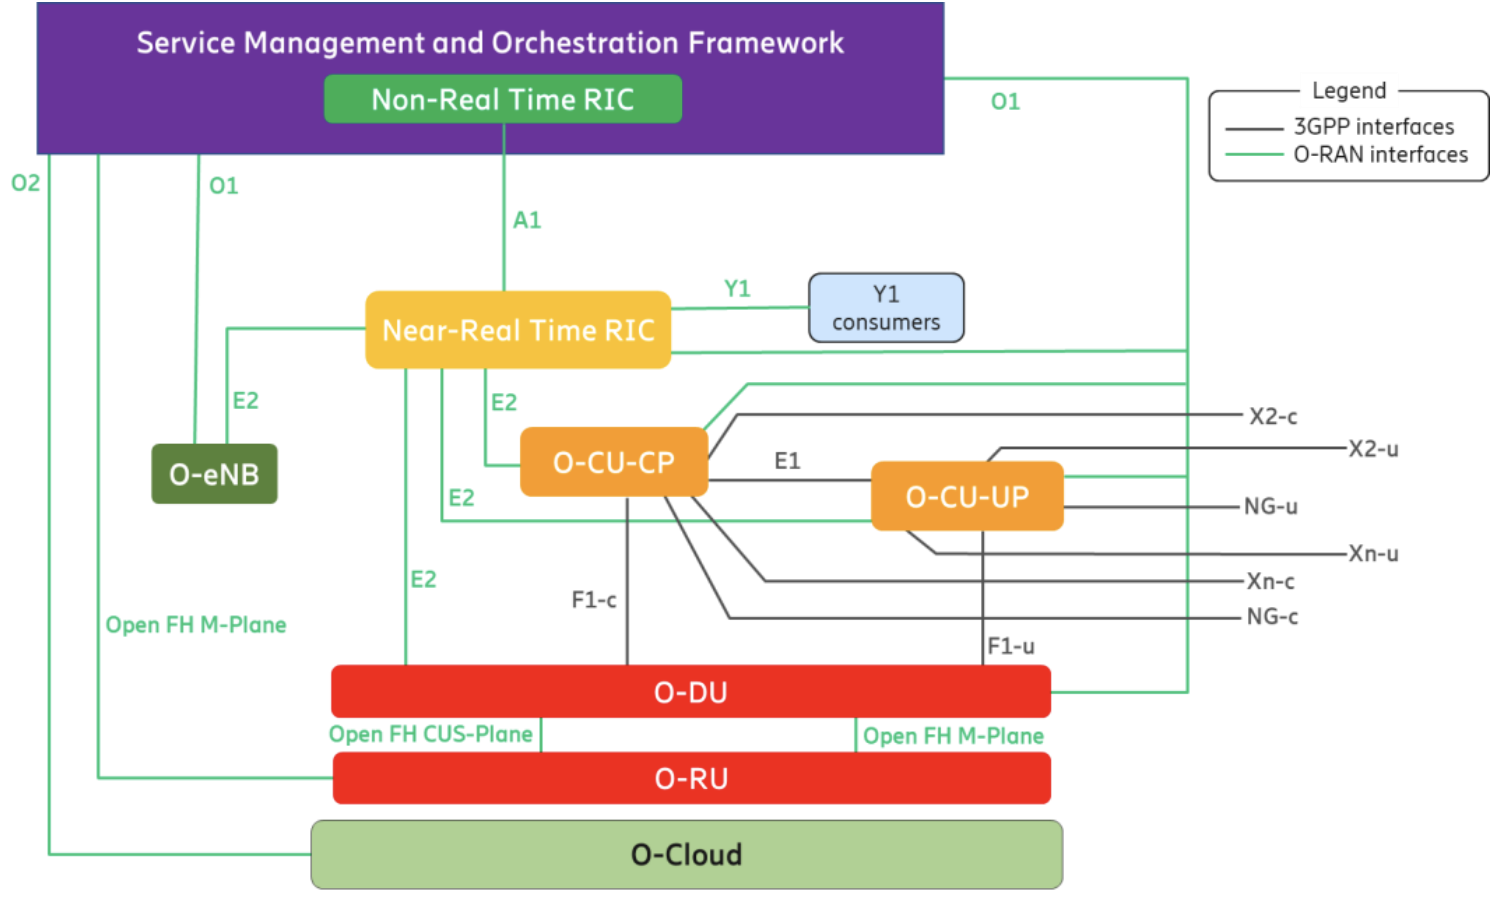 Service Management and Orchestration Framework
Non-Real Time RIC
O1
Legend
3GPP interfaces
O-RAN interfaces
O2
O1
A1
Y1
Y1
consumers
Near-Real Time RIC
E2
E2
X2-c
X2-u
O-eNB
O-CU-CP
E1
O-CU-UP
E2
NG-u
Xn-u
E2
Xn-c
F1-c
NG-c
Open FH M-Plane
F1-u
O-DU
Open FH CUS-Plane
Open FH M-Plane
O-RU
O-Cloud